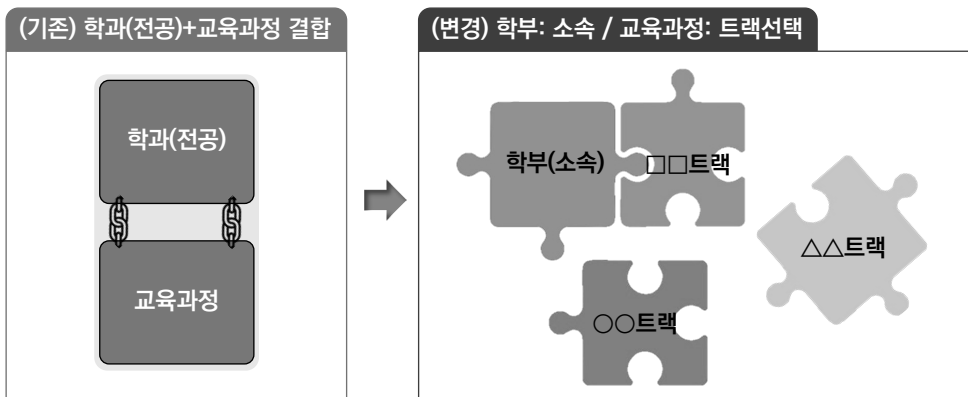 (기존) 학과(전공)+교육과정 결합
학과(전공)
교육과정
(변경) 학부: 소속 / 교육과정: 트랙선택
학부(소속)
□□트랙
△△트랙
○○트랙